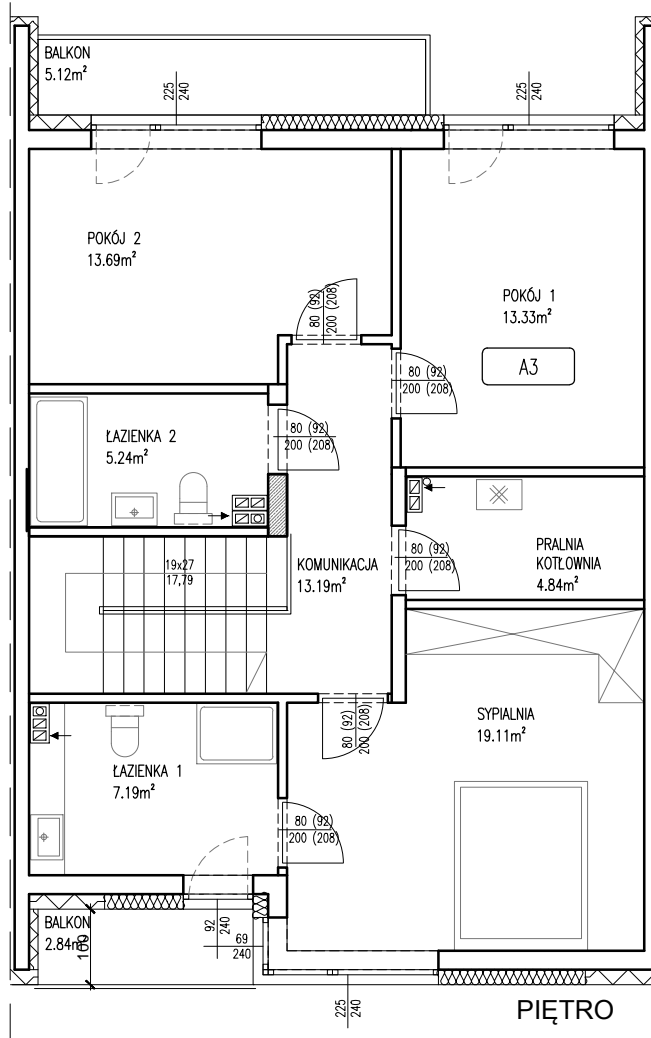 BALKON
5.12m²
225
240
225
240
POKÓJ 2
13.69m²
POKÓJ 1
13.33m²
80 (92)
200 (208)
A3
80 (92)
200 (208)
ŁAZIENKA 2
5.24m²
80 (92)
200 (208)
19x27
17,79
KOMUNIKACJA
13.19m²
80 (92)
200 (208)
PRALNIA
KOTŁOWNIA
4.84m²
SYPIALNIA
19.11m²
80 (92)
200 (208)
ŁAZIENKA 1
7.19m²
80 (92)
200 (208)
BALKON
2.84m²
160
92
240
69
240
225
240
PIĘTRO